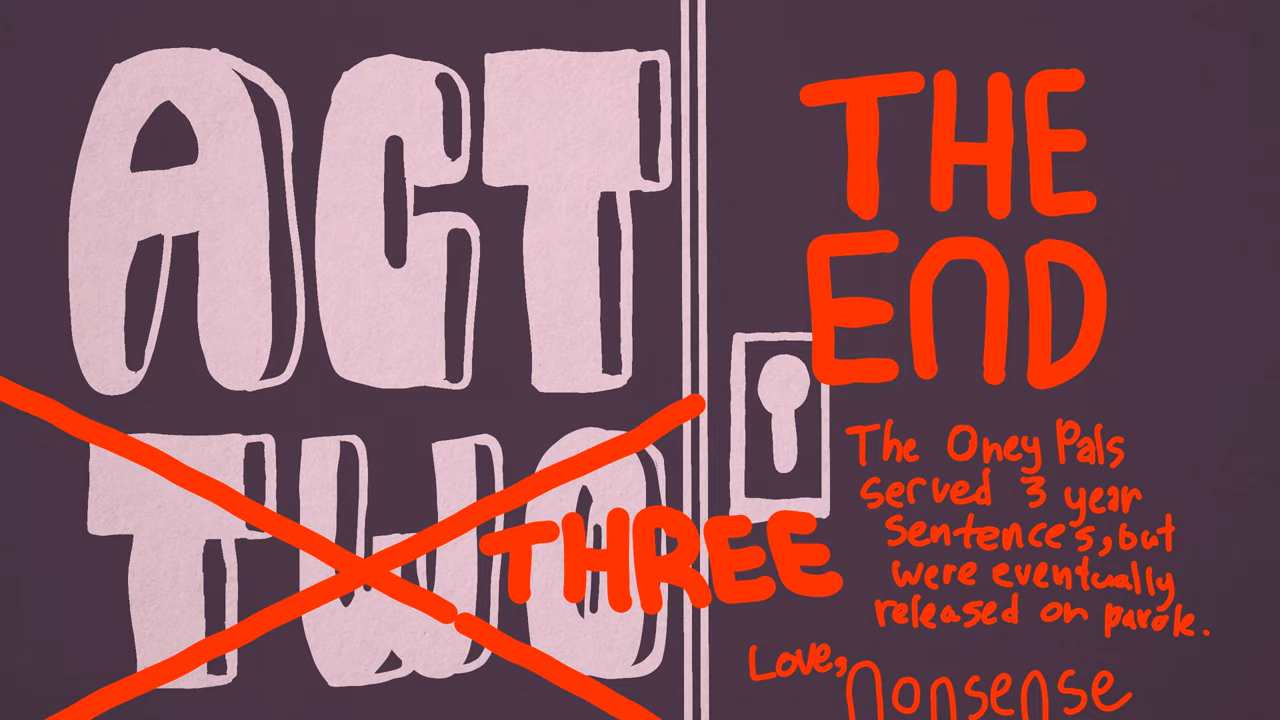 ACT
TWO
THREE
THE
END
The Oney Pals
served 3 year
sentence's, but
were eventually
released on parole.
Love,
nonsense